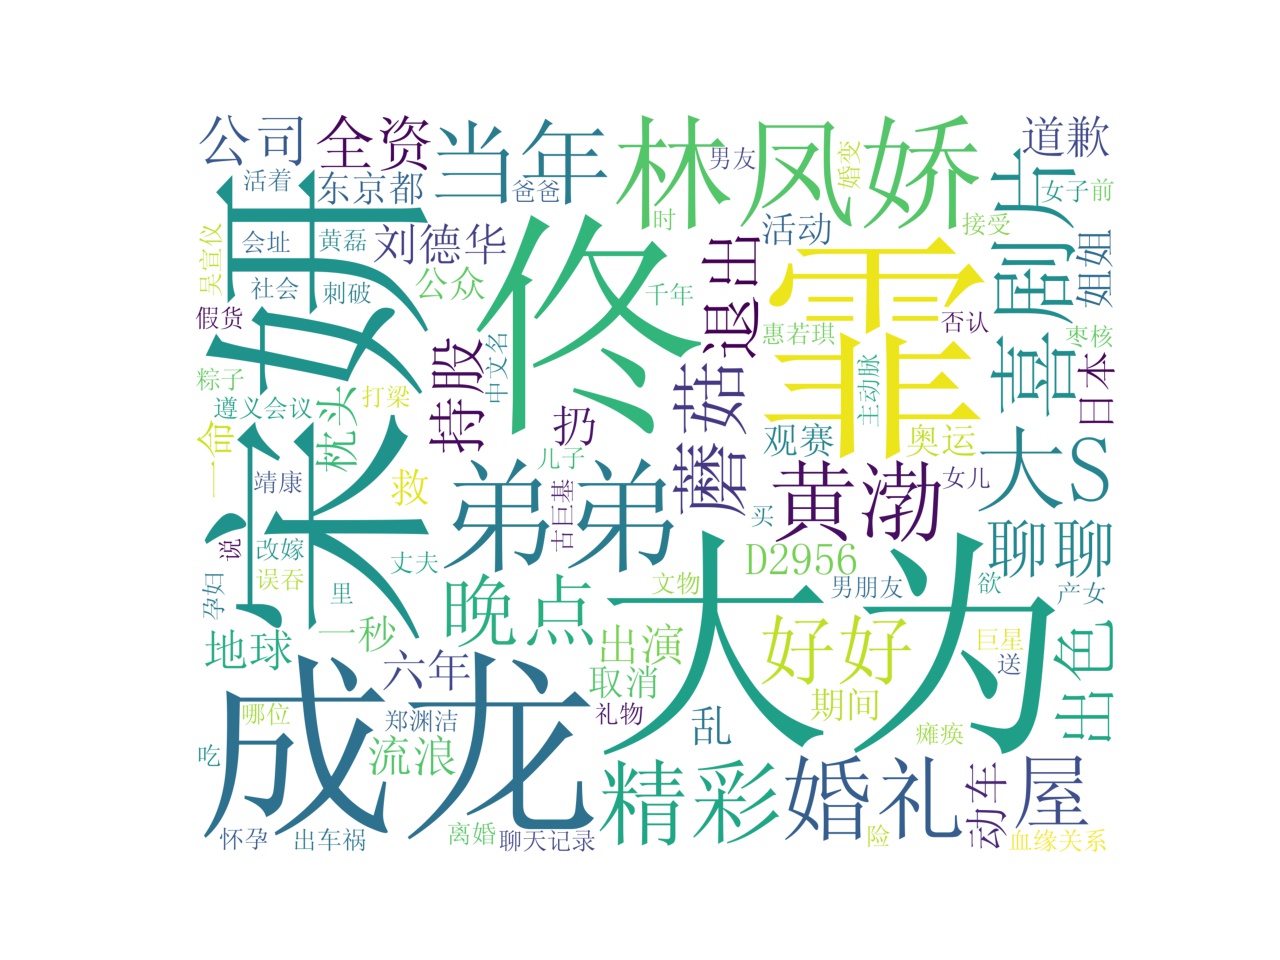 公司
全资
当年
林凤娇
喜剧片
道歉
活着
东京都
爸爸
男友
婚变
女子前
吴宣仪
会址
黄磊
刘德华
佟
时
活动
接受
采妍
社会
刺破
公众
千年
退出
霏
姐姐
假货
持股
中文名
惠若琪
否认
枣核
粽子
遵义会议
枕头
打梁
扔
蘑菇
主动脉
日本
一命
靖康
救
弟弟
儿子
观赛
奥运
大S
说
改嫁
误吞
丈夫
吉巨基
买
黄渤
女儿
聊聊
孕妇
里
晚点
大为
文物
D2956
男朋友
欲
产女
地球
一秒
六年
出演
取消
好好
期间
巨星
送
出色
成龙
哪位
郑渊洁
流浪
礼物
乱
瘫痪
吃
精彩
婚礼
动车
屋
怀孕
出车祸
离婚
聊天记录
险
血缘关系